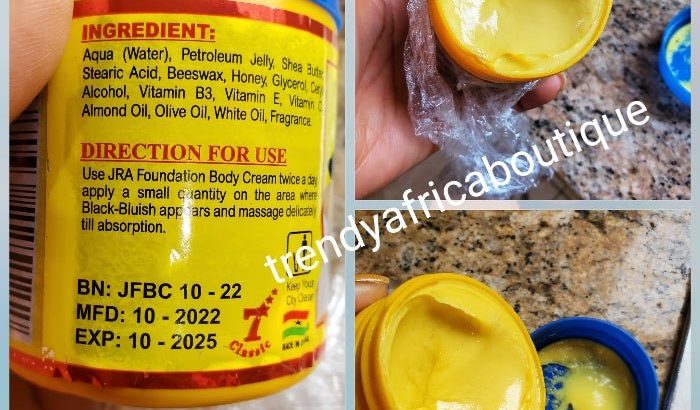 INGREDIENT:
Aqua (Water), Petroleum Jelly, Shea Butter,
Stearic Acid, Beeswax, Honey, Glycerol,
Alcohol, Vitamin B3, Vitamin E, Vitamin
Almond Oil, Olive Oil, White Oil, Fragrance.
DIRECTION FOR USE
Use JRA Foundation Body Cream twice a day,
apply a small quantity on the area where
Black-Bluish appears and massage delicately
till absorption.
Keep Your
City Clean!
BN: JFBC 10 - 22
MFD: 10 - 2022
EXP: 10 - 2025
7
Classic
MADE IN
trendyafricaboutique